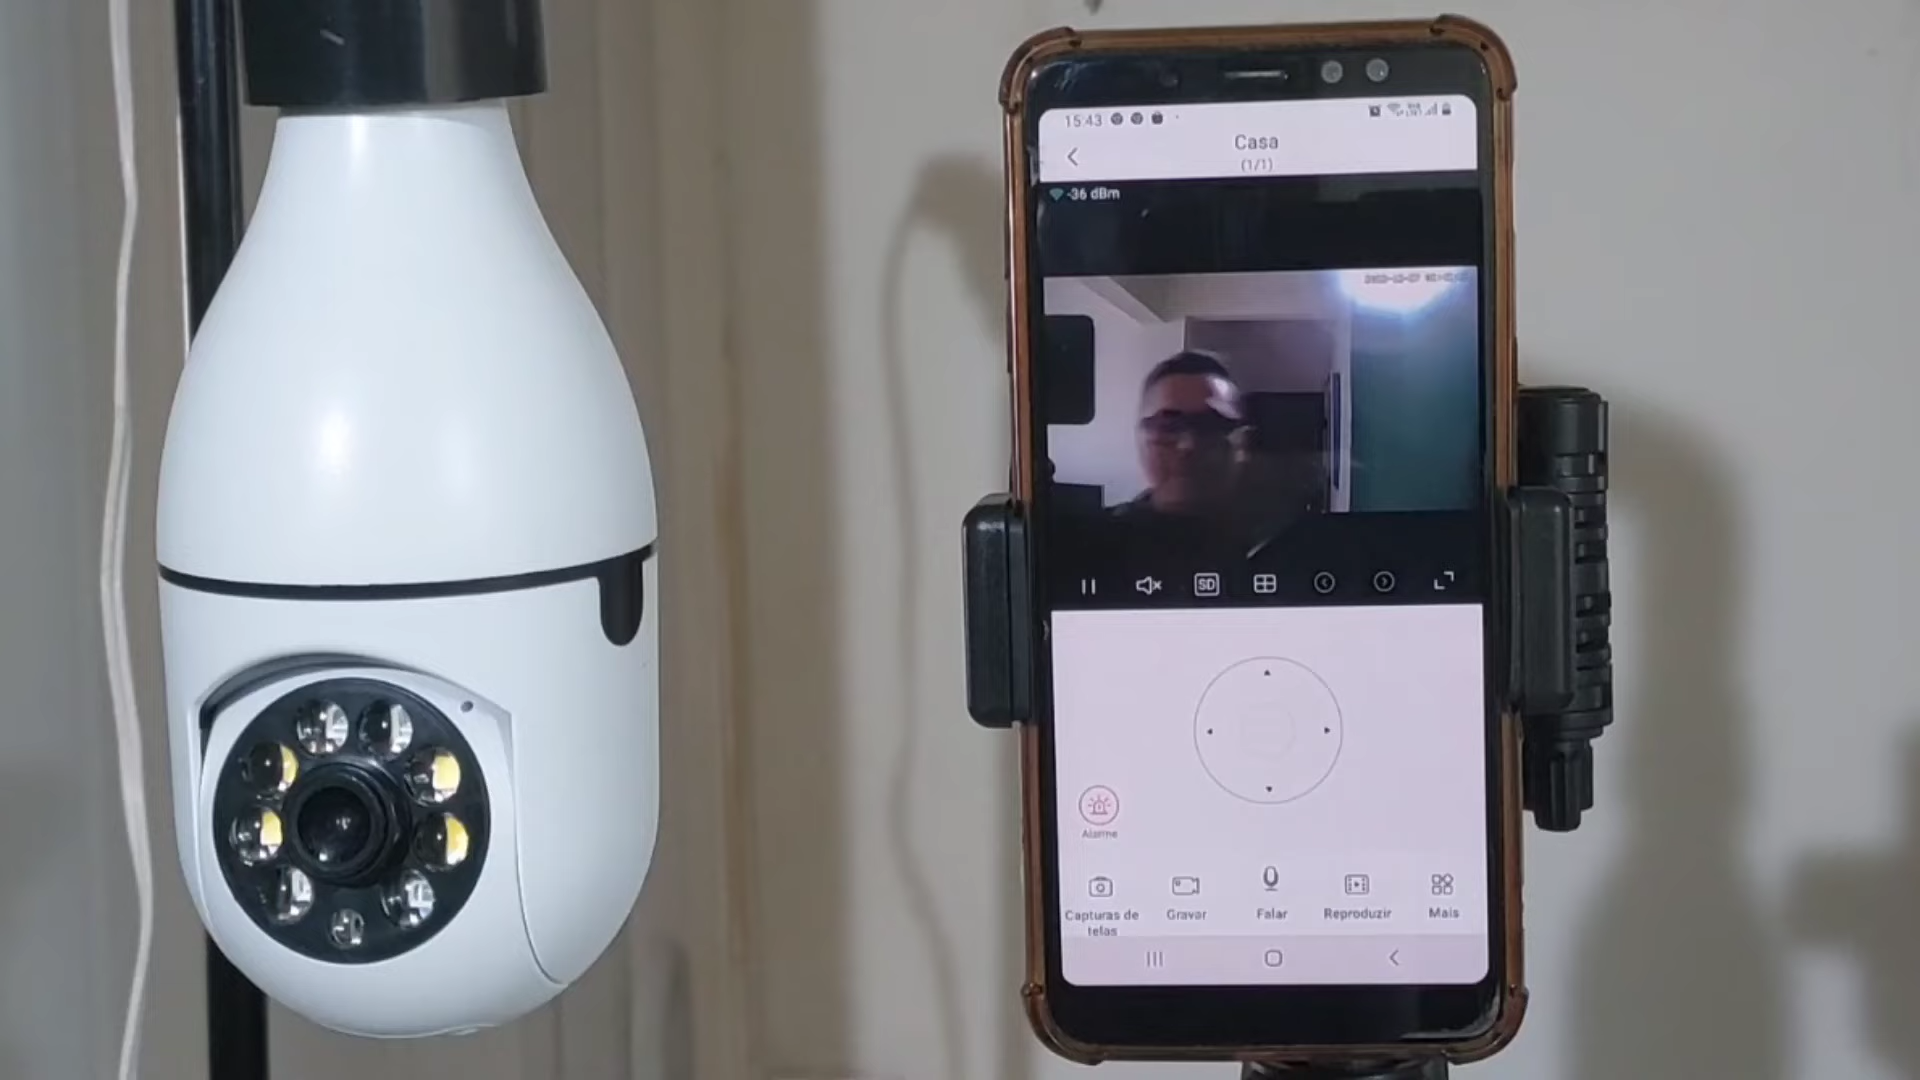 15:43
Casa
(1/1)
-36 dBm
SD
Alarme
Capturas de telas
Gravar
Falar
Reproduzir
Mais